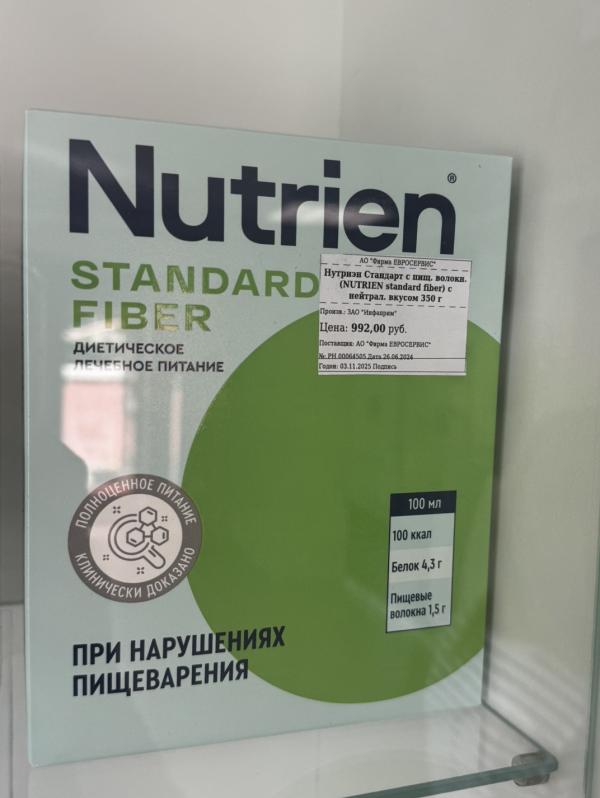 Nutrien®
STANDARD
FIBER
ДИЕТИЧЕСКОЕ
ЛЕЧЕБНОЕ ПИТАНИЕ
АО "Фирма ЕВРОСЕРВИС"
Нутриэн Стандарт с пищ. волокн.
(NUTRIEN standard fiber) с
нейтрал. вкусом 350 г
Произв.: ЗАО "Инфаприм"
Цена: 992,00 руб.
Поставщик: АО "Фирма ЕВРОСЕРВИС"
№: РН 00064505 Дата 26.06.2024
Годен: 03.11.2025 Подпись
ПОЛНОЦЕННОЕ ПИТАНИЕ
КЛИНИЧЕСКИ ДОКАЗАНО
100 мл
100 ккал
Белок 4,3 г
Пищевые
волокна 1,5 г
ПРИ НАРУШЕНИЯХ
ПИЩЕВАРЕНИЯ